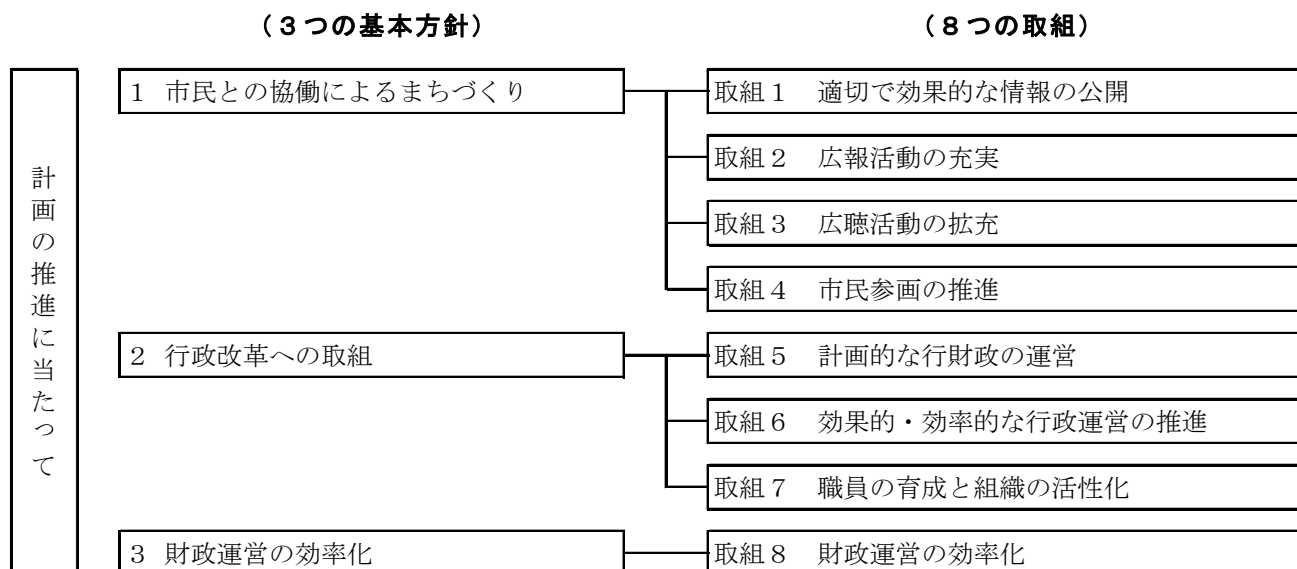 （３つの基本方針）
（８つの取組）
計画の推進に当たって
１ 市民との協働によるまちづくり
取組１ 適切で効果的な情報の公開
取組２ 広報活動の充実
取組３ 広聴活動の拡充
取組４ 市民参画の推進
２ 行政改革への取組
取組５ 計画的な行財政の運営
取組６ 効果的・効率的な行政運営の推進
取組７ 職員の育成と組織の活性化
３ 財政運営の効率化
取組８ 財政運営の効率化